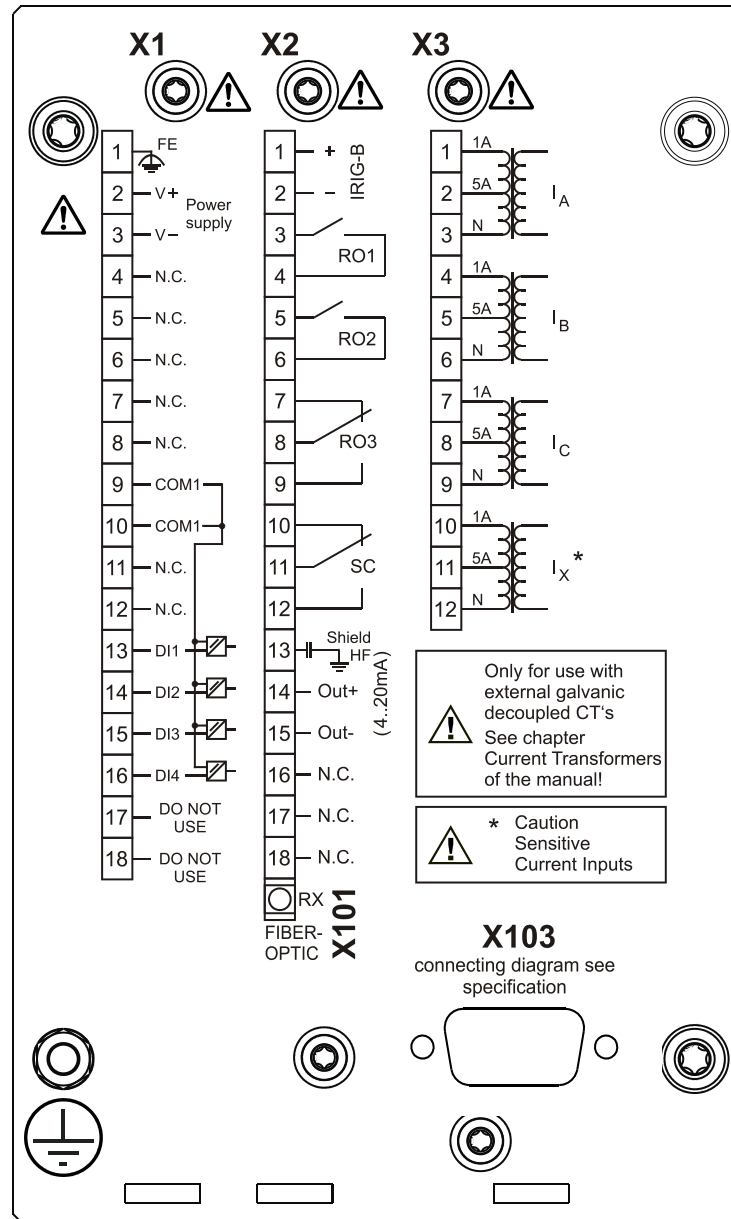 X1 X2 X3
1 FE
2 V+
Power supply
3 V−
4 N.C.
5 N.C.
6 N.C.
7 N.C.
8 N.C.
9 COM1
10 COM1
11 N.C.
12 N.C.
13 DI1
14 DI2
15 DI3
16 DI4
17 DO NOT
USE
18 DO NOT
USE
1 +
IRIG-B
2 −
3
RO1
4
5
RO2
6
7
8 RO3
9
10
11 SC
12
13 Shield
HF
14 Out+
(4..20mA)
15 Out-
16 N.C.
17 N.C.
18 N.C.
RX
FIBER-
OPTIC
X101
1 1A
2 5A IA
3 N
4 1A
5 5A IB
6 N
7 1A
8 5A IC
9 N
10 1A
11 5A IX *
12 N
Only for use with
external galvanic
decoupled CT‘s
See chapter
Current Transformers
of the manual!
* Caution
Sensitive
Current Inputs
X103
connecting diagram see
specification